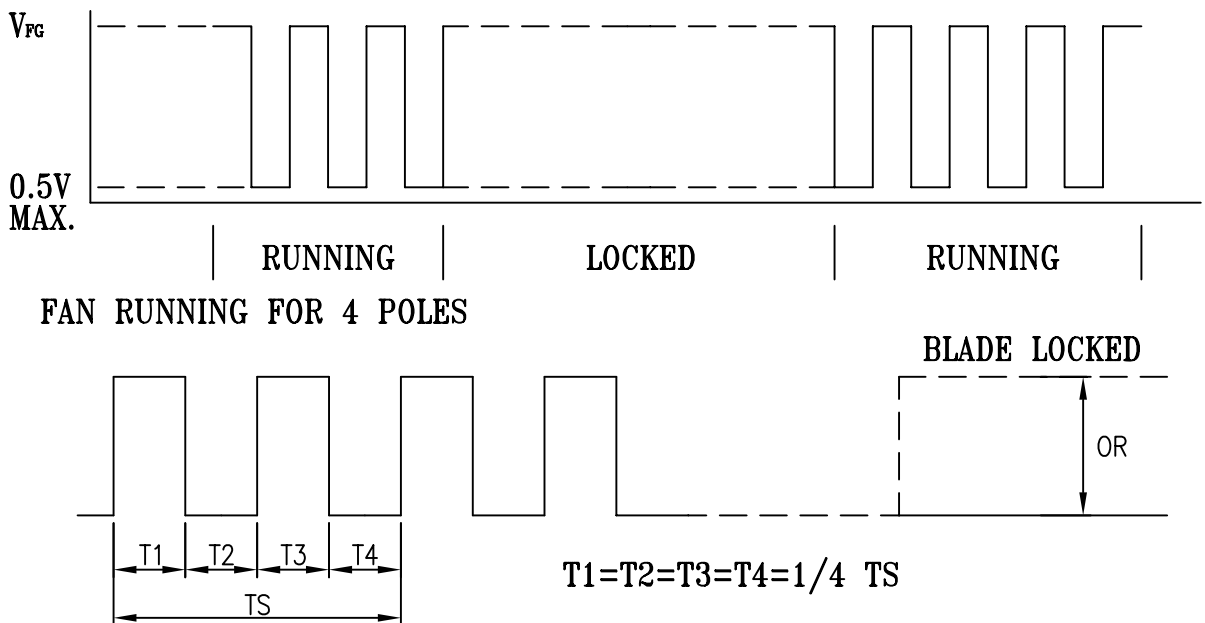 VFG
0.5V
MAX.
RUNNING LOCKED RUNNING
FAN RUNNING FOR 4 POLES
BLADE LOCKED
OR
T1 T2 T3 T4
TS
T1=T2=T3=T4=1/4 TS